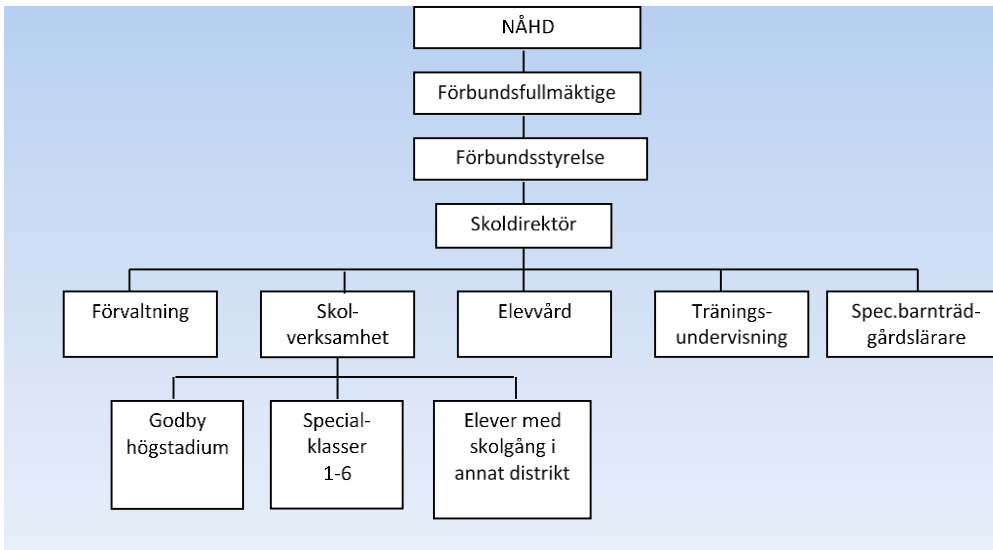 NÅHD
Förbundsfullmäktige
Förbundsstyrelse
Skoldirektör
Förvaltning
Skol-
verksamhet
Elevvård
Tränings-
undervisning
Spec.barnträd-
gårdslärare
Godby
högstadium
Special-
klasser
1-6
Elever med
skolgång i
annat distrikt